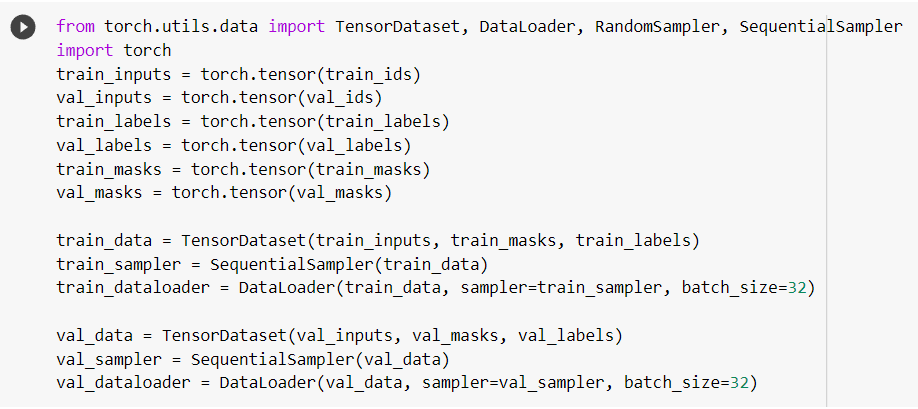 from torch.utils.data import TensorDataset, DataLoader, RandomSampler, SequentialSampler
import torch
train_inputs = torch.tensor(train_ids)
val_inputs = torch.tensor(val_ids)
train_labels = torch.tensor(train_labels)
val_labels = torch.tensor(val_labels)
train_masks = torch.tensor(train_masks)
val_masks = torch.tensor(val_masks)

train_data = TensorDataset(train_inputs, train_masks, train_labels)
train_sampler = SequentialSampler(train_data)
train_dataloader = DataLoader(train_data, sampler=train_sampler, batch_size=32)

val_data = TensorDataset(val_inputs, val_masks, val_labels)
val_sampler = SequentialSampler(val_data)
val_dataloader = DataLoader(val_data, sampler=val_sampler, batch_size=32)